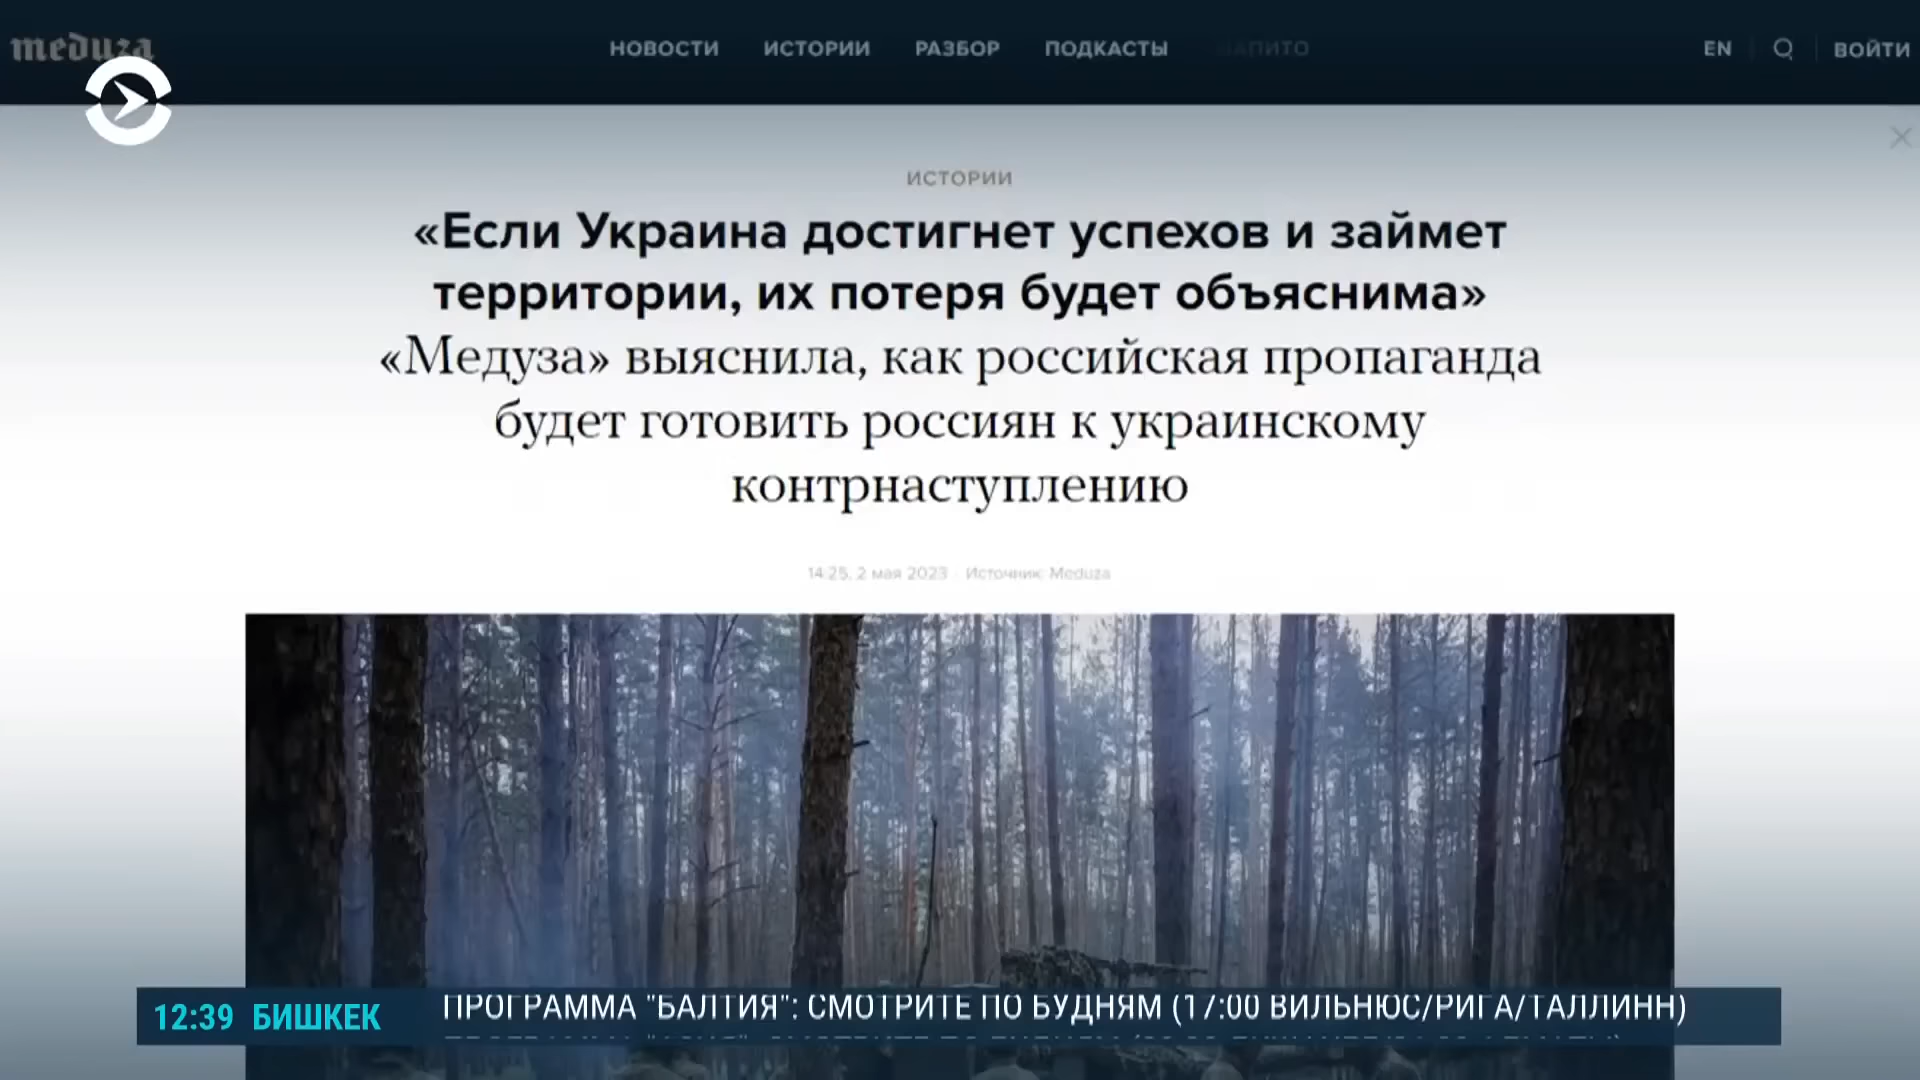 meduza
НОВОСТИ ИСТОРИИ РАЗБОР ПОДКАСТЫ
EN ВОЙТИ
ИСТОРИИ
«Если Украина достигнет успехов и займет
территории, их потеря будет объяснима»
«Медуза» выяснила, как российская пропаганда
будет готовить россиян к украинскому
контрнаступлению
14:25, 2 мая 2023 · Источник: Meduza
12:39 БИШКЕК ПРОГРАММА "БАЛТИЯ": СМОТРИТЕ ПО БУДНЯМ (17:00 ВИЛЬНЮС/РИГА/ТАЛЛИНН)